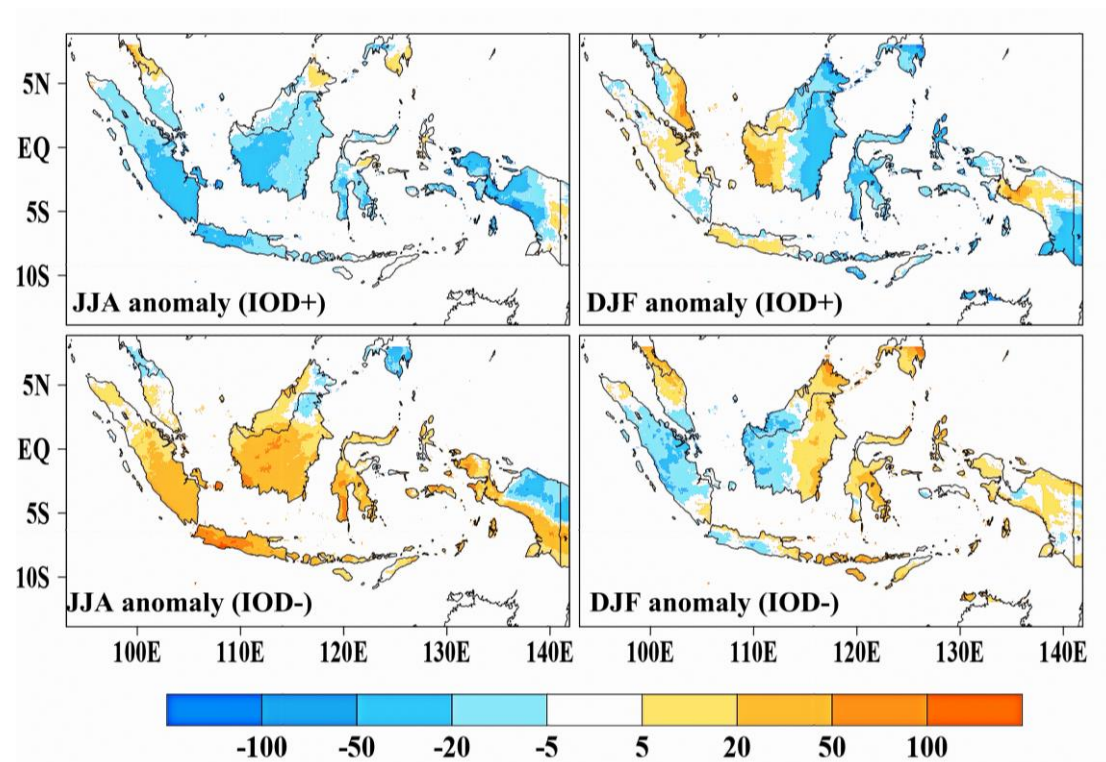 5N
EQ
5S
10S
JJA anomaly (IOD+)
DJF anomaly (IOD+)
5N
EQ
5S
10S
JJA anomaly (IOD-)
DJF anomaly (IOD-)
100E 110E 120E 130E 140E 100E 110E 120E 130E 140E
-100 -50 -20 -5 5 20 50 100